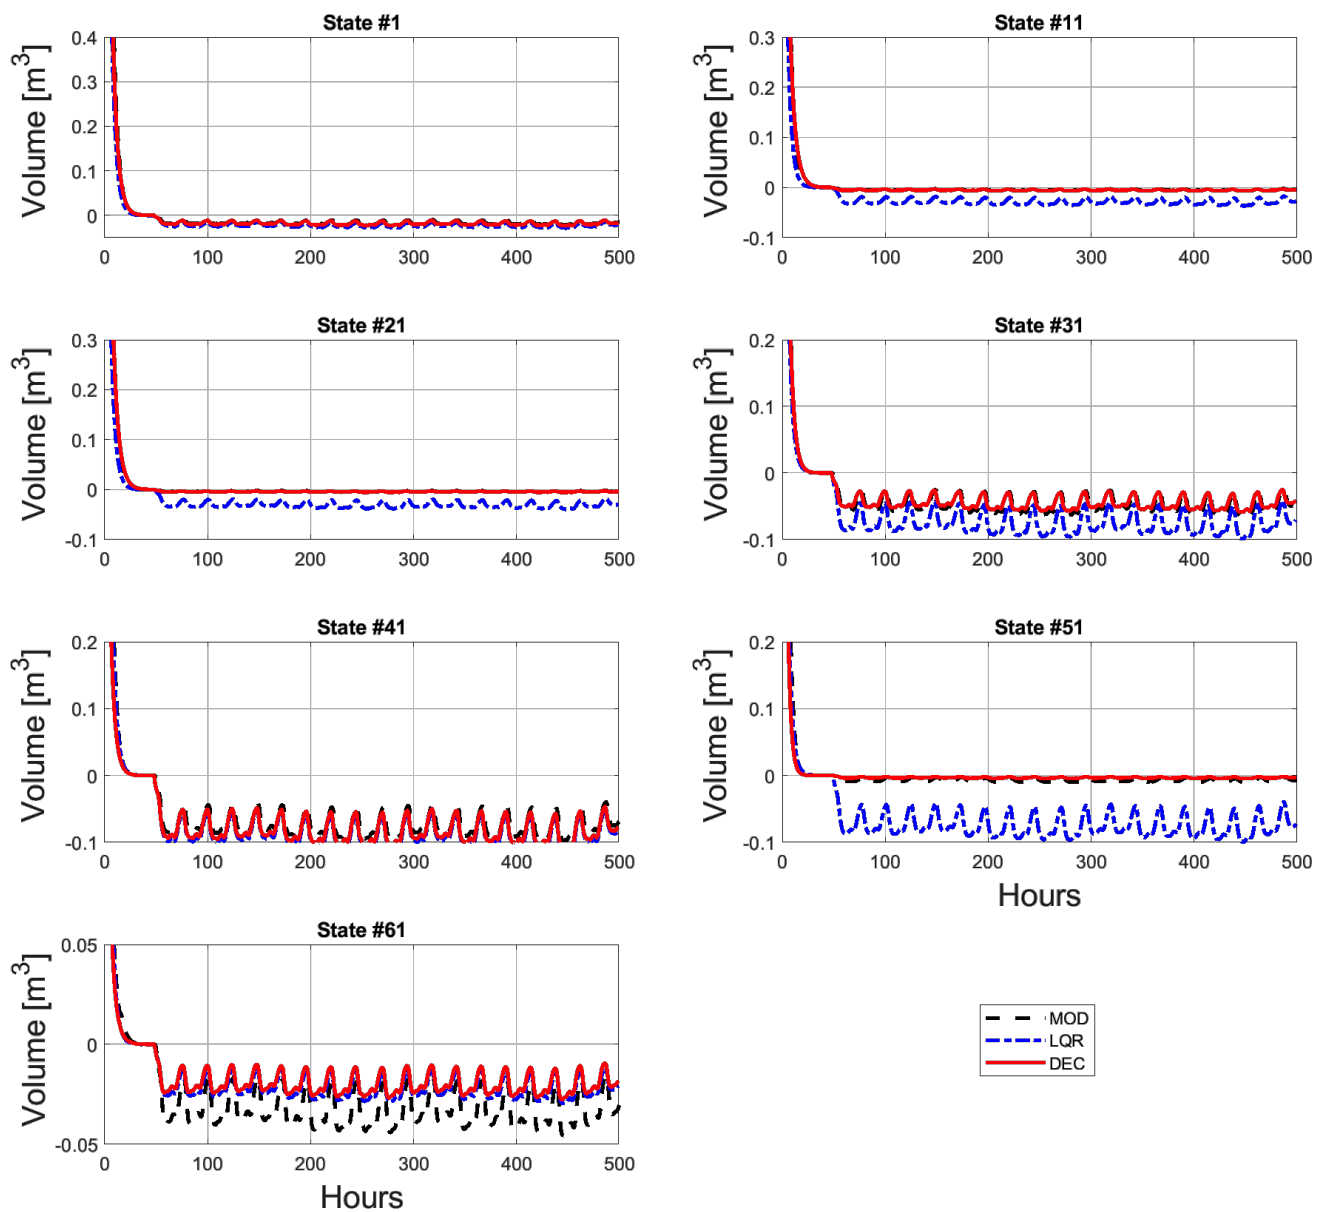 State #1
Volume [m³]
0.4
0.3
0.2
0.1
0
0 100 200 300 400 500
State #11
Volume [m³]
0.3
0.2
0.1
0
-0.1
0 100 200 300 400 500
State #21
Volume [m³]
0.3
0.2
0.1
0
-0.1
0 100 200 300 400 500
State #31
Volume [m³]
0.2
0.1
0
-0.1
0 100 200 300 400 500
State #41
Volume [m³]
0.2
0.1
0
-0.1
0 100 200 300 400 500
State #51
Volume [m³]
0.2
0.1
0
-0.1
0 100 200 300 400 500
Hours
State #61
Volume [m³]
0.05
0
-0.05
0 100 200 300 400 500
Hours
MOD
LQR
DEC